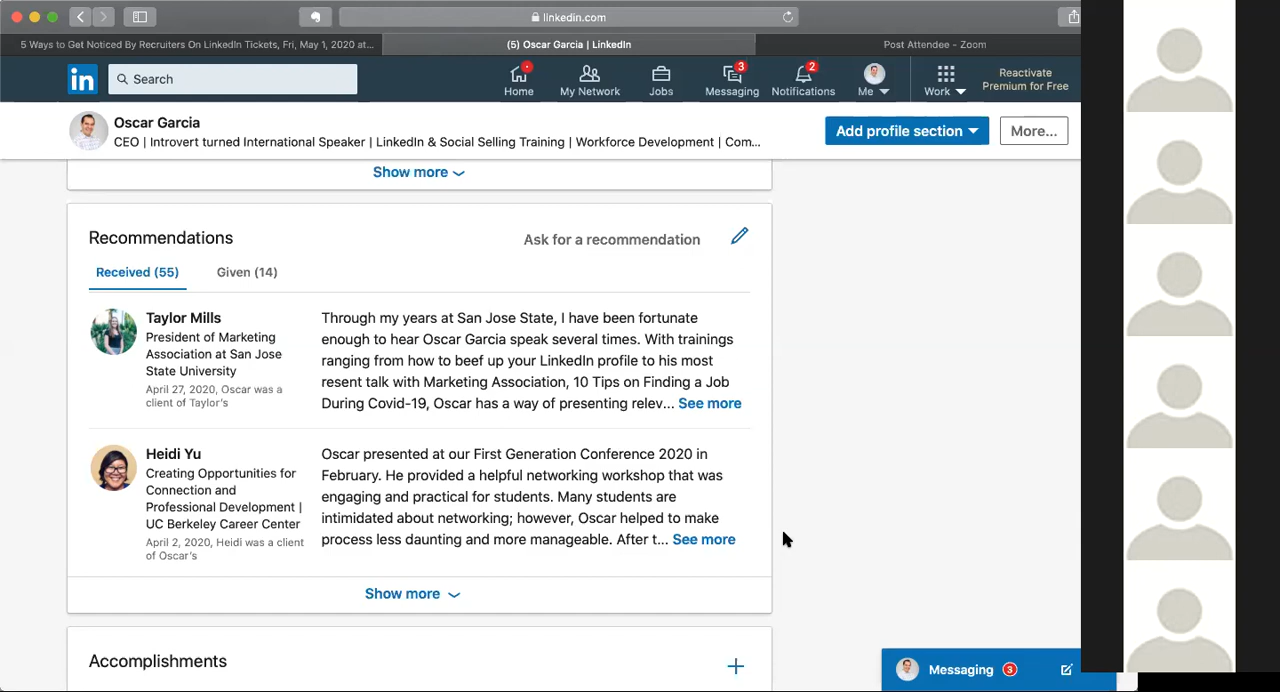 linkedin.com
5 Ways to Get Noticed By Recruiters On LinkedIn Tickets, Fri, May 1, 2020 at...
(5) Oscar Garcia | LinkedIn
Post Attendee - Zoom
in
Search
Home
My Network
Jobs
3
Messaging
2
Notifications
Me
Work
Reactivate
Premium for Free
Oscar Garcia
CEO | Introvert turned International Speaker | LinkedIn & Social Selling Training | Workforce Development | Com...
Add profile section
More...
Show more
Recommendations
Ask for a recommendation
Received (55)
Given (14)
Taylor Mills
President of Marketing
Association at San Jose
State University
April 27, 2020, Oscar was a
client of Taylor's
Through my years at San Jose State, I have been fortunate
enough to hear Oscar Garcia speak several times. With trainings
ranging from how to beef up your LinkedIn profile to his most
resent talk with Marketing Association, 10 Tips on Finding a Job
During Covid-19, Oscar has a way of presenting relev... See more
Heidi Yu
Creating Opportunities for
Connection and
Professional Development |
UC Berkeley Career Center
April 2, 2020, Heidi was a client
of Oscar's
Oscar presented at our First Generation Conference 2020 in
February. He provided a helpful networking workshop that was
engaging and practical for students. Many students are
intimidated about networking; however, Oscar helped to make
process less daunting and more manageable. After t... See more
Show more
Accomplishments
Messaging 3